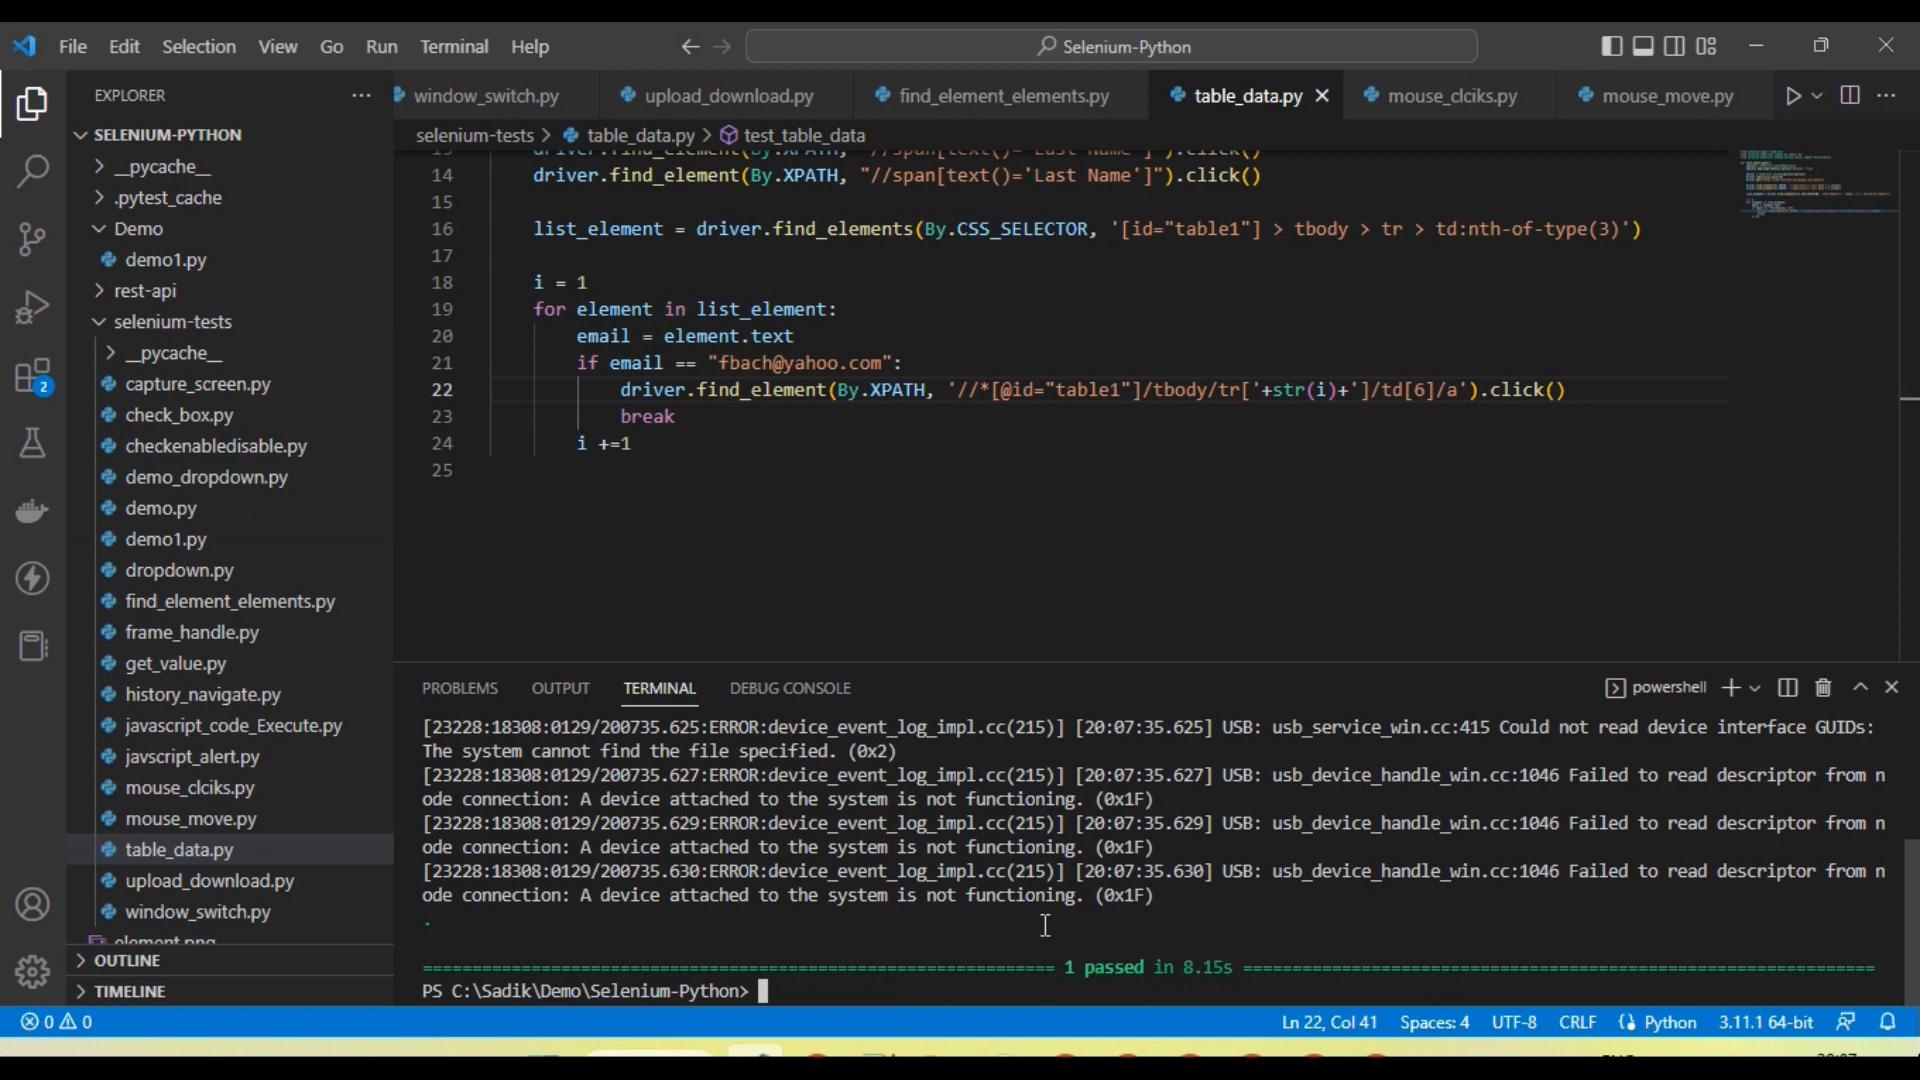 File Edit Selection View Go Run Terminal Help
Selenium-Python
EXPLORER
SELENIUM-PYTHON
__pycache__
.pytest_cache
Demo
demo1.py
rest-api
selenium-tests
__pycache__
capture_screen.py
check_box.py
checkenabledisable.py
demo_dropdown.py
demo.py
demo1.py
dropdown.py
find_element_elements.py
frame_handle.py
get_value.py
history_navigate.py
javascript_code_Execute.py
javscript_alert.py
mouse_clciks.py
mouse_move.py
table_data.py
upload_download.py
window_switch.py
element.png
OUTLINE
TIMELINE
2
window_switch.py upload_download.py find_element_elements.py table_data.py mouse_clciks.py mouse_move.py
selenium-tests > table_data.py > test_table_data
13 driver.find_element(By.XPATH, "//span[text()='Last Name']").click()
14 driver.find_element(By.XPATH, "//span[text()='Last Name']").click()
15
16 list_element = driver.find_elements(By.CSS_SELECTOR, '[id="table1"] > tbody > tr > td:nth-of-type(3)')
17
18 i = 1
19 for element in list_element:
20 email = element.text
21 if email == "fbach@yahoo.com":
22 driver.find_element(By.XPATH, '//*[@id="table1"]/tbody/tr['+str(i)+']/td[6]/a').click()
23 break
24 i +=1
25
PROBLEMS OUTPUT TERMINAL DEBUG CONSOLE
powershell
[23228:18308:0129/200735.625:ERROR:device_event_log_impl.cc(215)] [20:07:35.625] USB: usb_service_win.cc:415 Could not read device interface GUIDs:
The system cannot find the file specified. (0x2)
[23228:18308:0129/200735.627:ERROR:device_event_log_impl.cc(215)] [20:07:35.627] USB: usb_device_handle_win.cc:1046 Failed to read descriptor from n
ode connection: A device attached to the system is not functioning. (0x1F)
[23228:18308:0129/200735.629:ERROR:device_event_log_impl.cc(215)] [20:07:35.629] USB: usb_device_handle_win.cc:1046 Failed to read descriptor from n
ode connection: A device attached to the system is not functioning. (0x1F)
[23228:18308:0129/200735.630:ERROR:device_event_log_impl.cc(215)] [20:07:35.630] USB: usb_device_handle_win.cc:1046 Failed to read descriptor from n
ode connection: A device attached to the system is not functioning. (0x1F)
.
1 passed in 8.15s
PS C:\Sadik\Demo\Selenium-Python>
0 0 Ln 22, Col 41 Spaces: 4 UTF-8 CRLF Python 3.11.1 64-bit